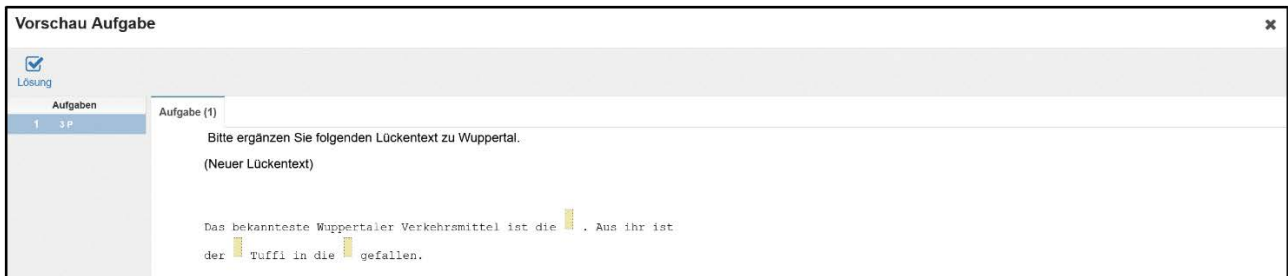 Vorschau Aufgabe
Lösung
Aufgaben
1 3 P
Aufgabe (1)
Bitte ergänzen Sie folgenden Lückentext zu Wuppertal.
(Neuer Lückentext)
Das bekannteste Wuppertaler Verkehrsmittel ist die . Aus ihr ist
der Tuffi in die gefallen.